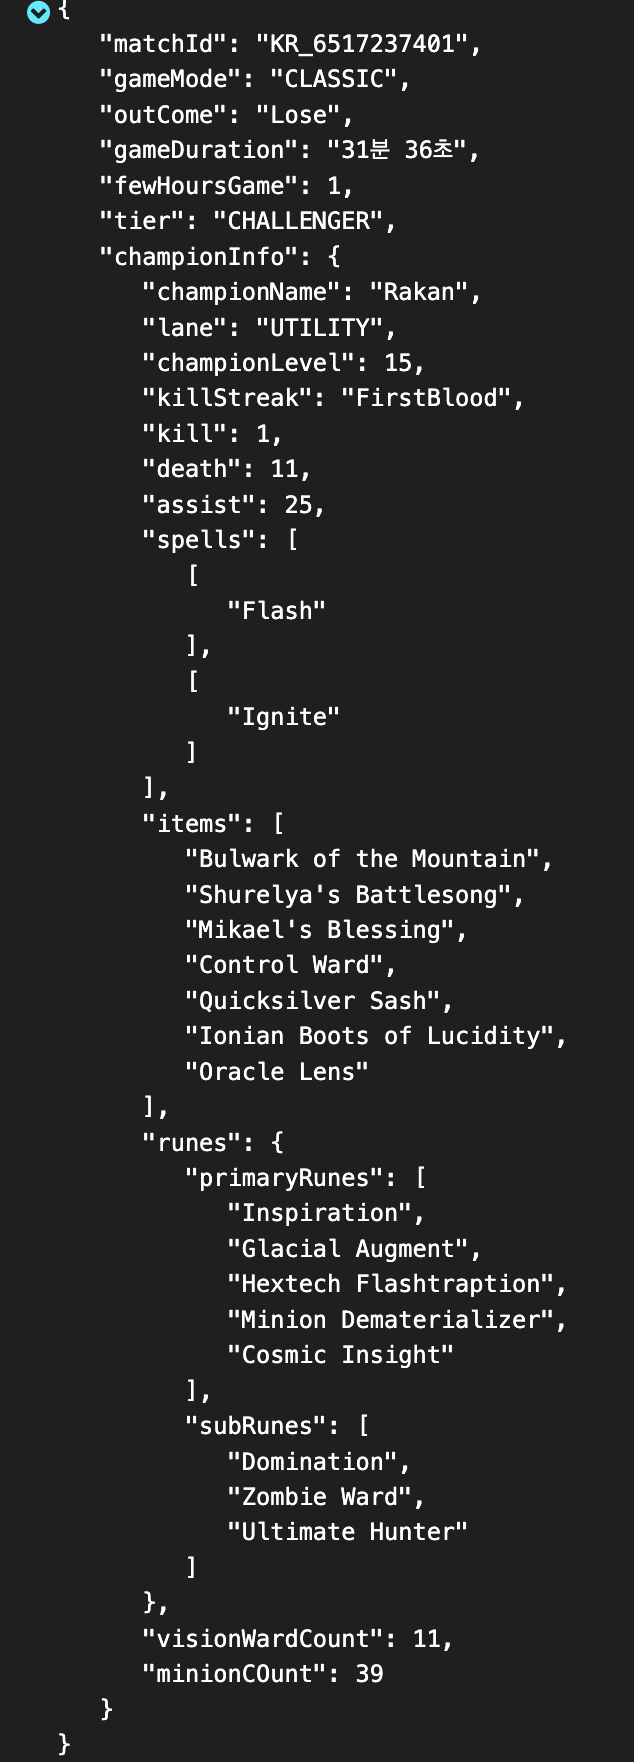 {
"matchId": "KR_6517237401",
"gameMode": "CLASSIC",
"outCome": "Lose",
"gameDuration": "31분 36초",
"fewHoursGame": 1,
"tier": "CHALLENGER",
"championInfo": {
"championName": "Rakan",
"lane": "UTILITY",
"championLevel": 15,
"killStreak": "FirstBlood",
"kill": 1,
"death": 11,
"assist": 25,
"spells": [
[
"Flash"
],
[
"Ignite"
]
],
"items": [
"Bulwark of the Mountain",
"Shurelya's Battlesong",
"Mikael's Blessing",
"Control Ward",
"Quicksilver Sash",
"Ionian Boots of Lucidity",
"Oracle Lens"
],
"runes": {
"primaryRunes": [
"Inspiration",
"Glacial Augment",
"Hextech Flashtraption",
"Minion Dematerializer",
"Cosmic Insight"
],
"subRunes": [
"Domination",
"Zombie Ward",
"Ultimate Hunter"
]
},
"visionWardCount": 11,
"minionCOunt": 39
}
}